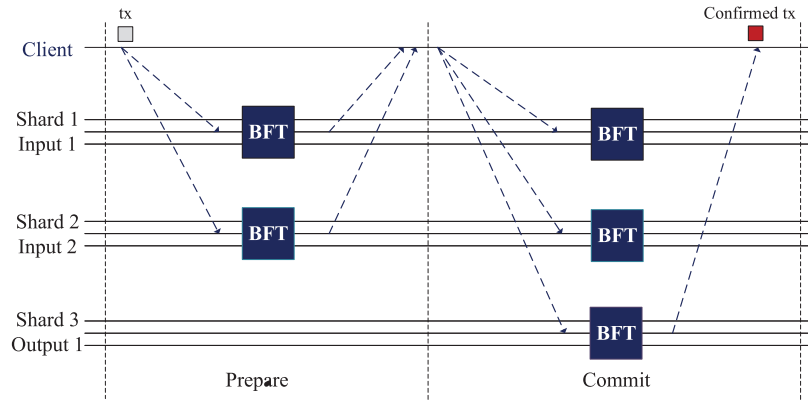 tx
Confirmed tx
Client
Shard 1
Input 1
BFT
BFT
Shard 2
Input 2
BFT
BFT
Shard 3
Output 1
BFT
Prepare
Commit